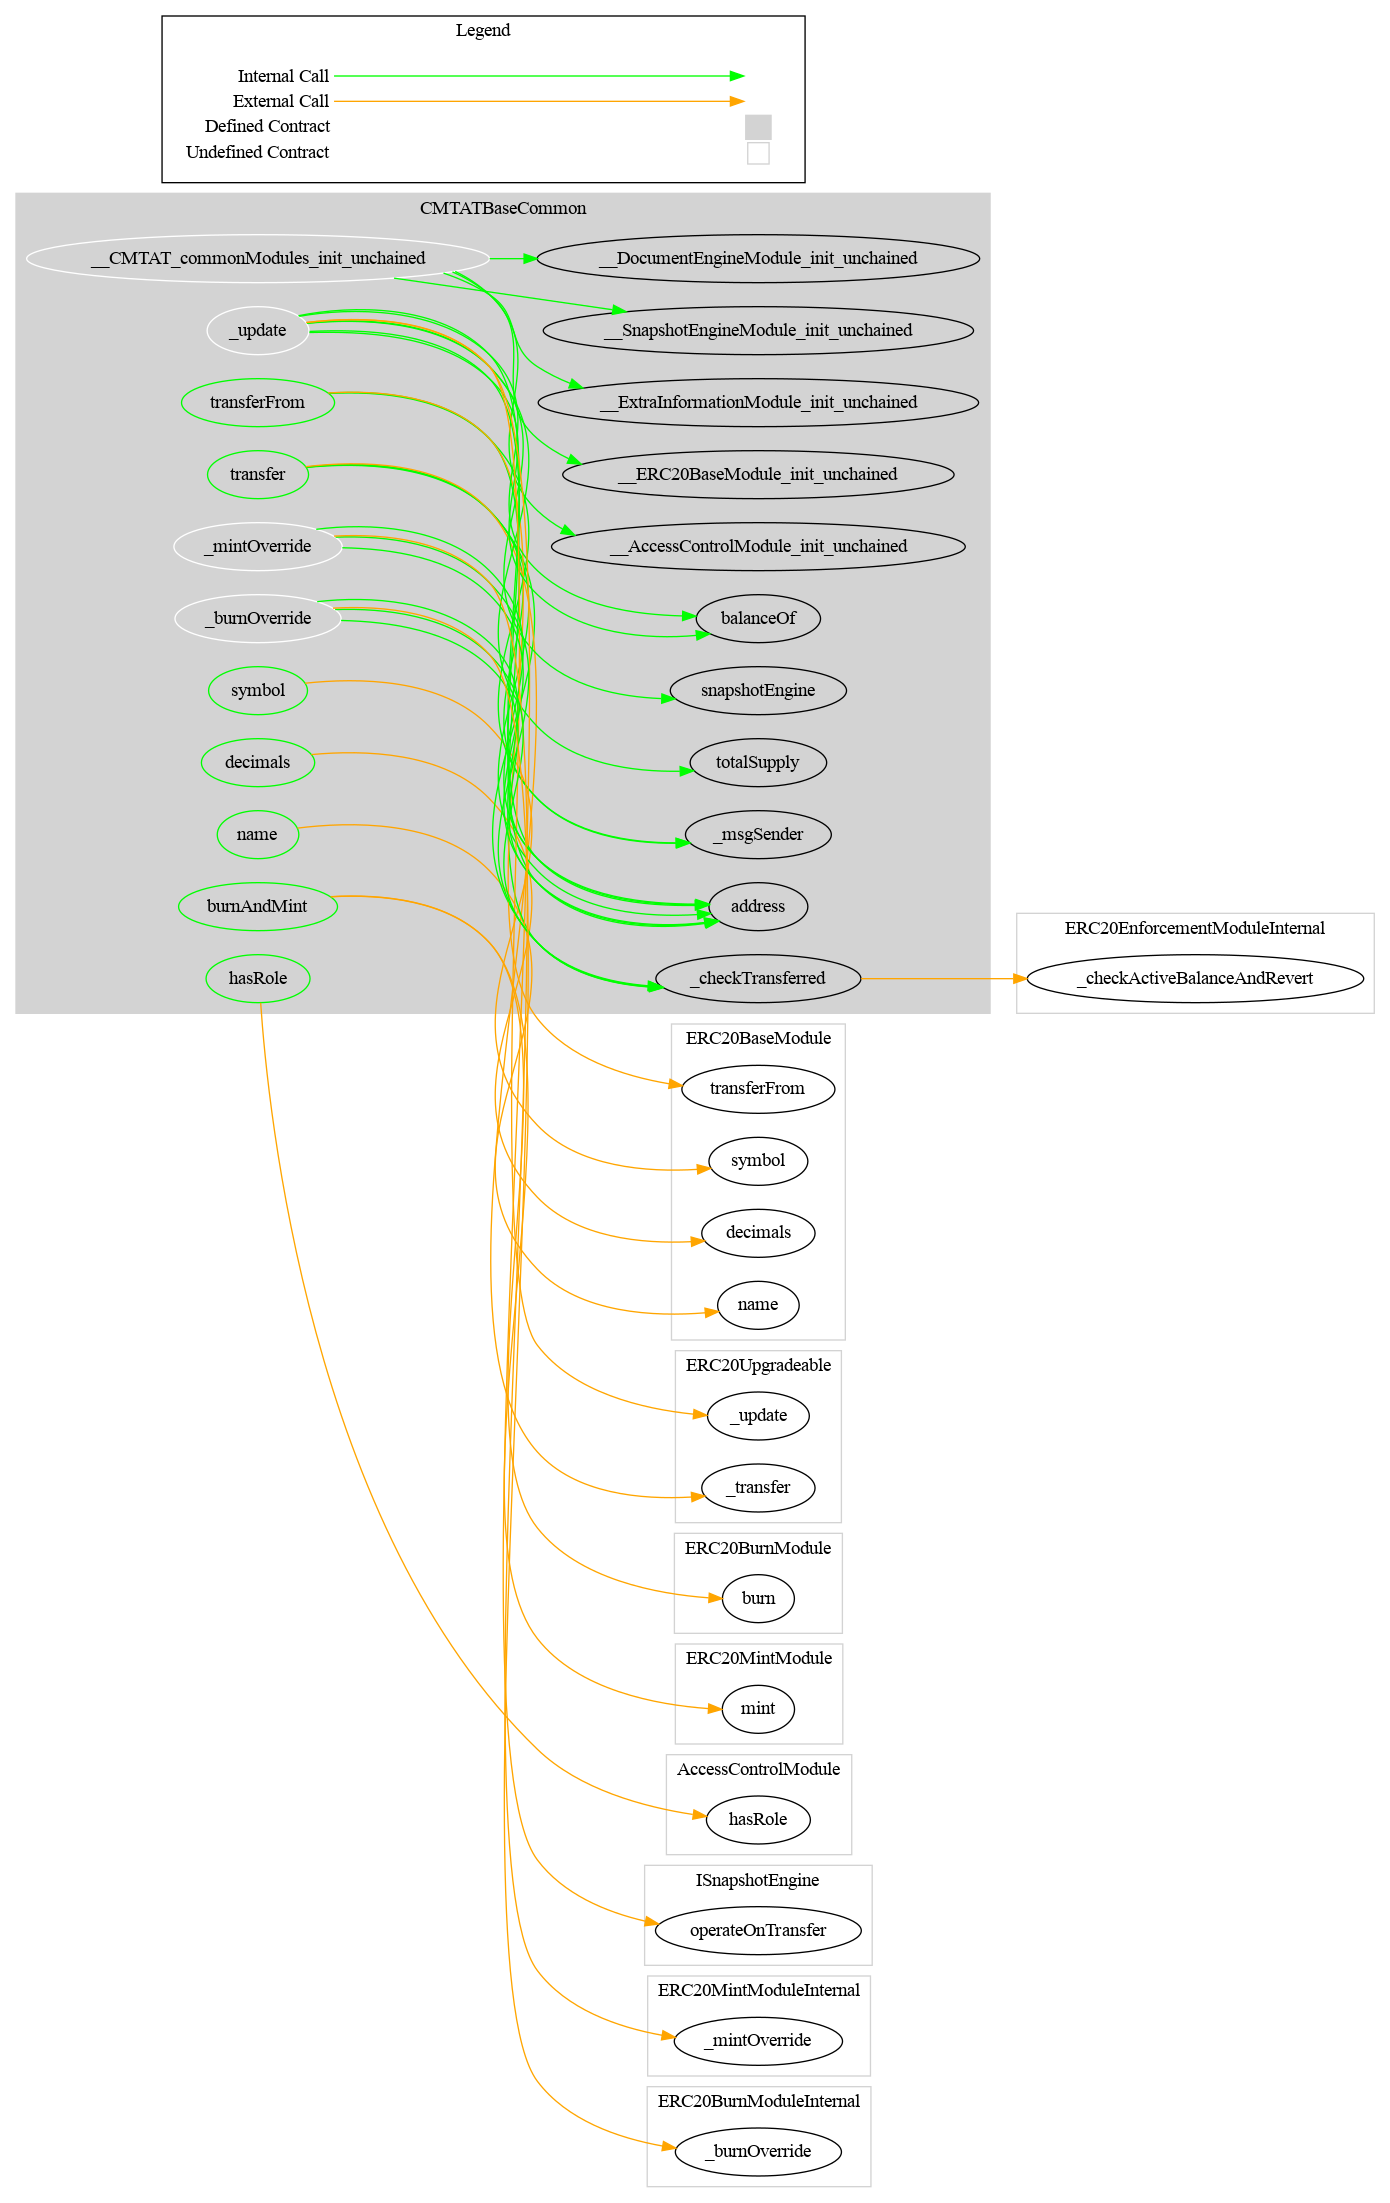 Legend
Internal Call
External Call
Defined Contract
Undefined Contract
CMTATBaseCommon
__CMTAT_commonModules_init_unchained
__DocumentEngineModule_init_unchained
_update
__SnapshotEngineModule_init_unchained
transferFrom
__ExtraInformationModule_init_unchained
transfer
__ERC20BaseModule_init_unchained
_mintOverride
__AccessControlModule_init_unchained
_burnOverride
balanceOf
symbol
snapshotEngine
decimals
totalSupply
name
_msgSender
burnAndMint
address
hasRole
_checkTransferred
ERC20EnforcementModuleInternal
_checkActiveBalanceAndRevert
ERC20BaseModule
transferFrom
symbol
decimals
name
ERC20Upgradeable
_update
_transfer
ERC20BurnModule
burn
ERC20MintModule
mint
AccessControlModule
hasRole
ISnapshotEngine
operateOnTransfer
ERC20MintModuleInternal
_mintOverride
ERC20BurnModuleInternal
_burnOverride